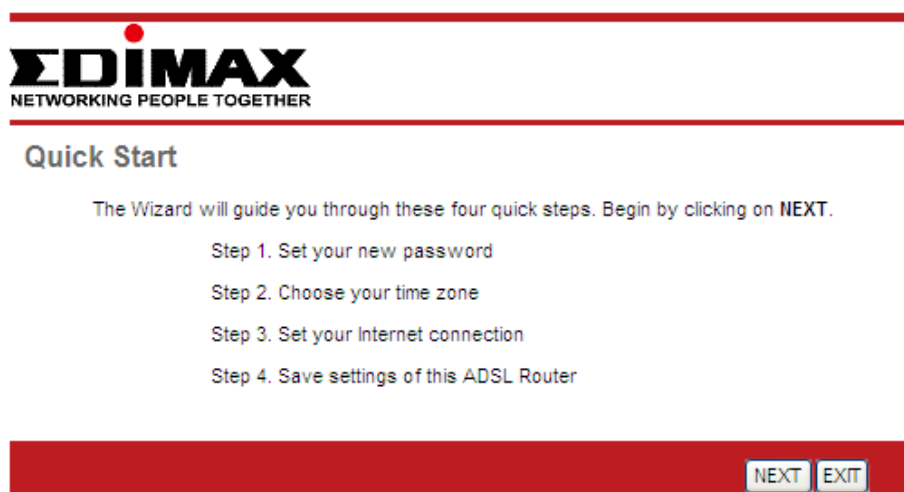 ΣDIMAX
NETWORKING PEOPLE TOGETHER
Quick Start
The Wizard will guide you through these four quick steps. Begin by clicking on NEXT.
Step 1. Set your new password
Step 2. Choose your time zone
Step 3. Set your Internet connection
Step 4. Save settings of this ADSL Router
NEXT EXIT